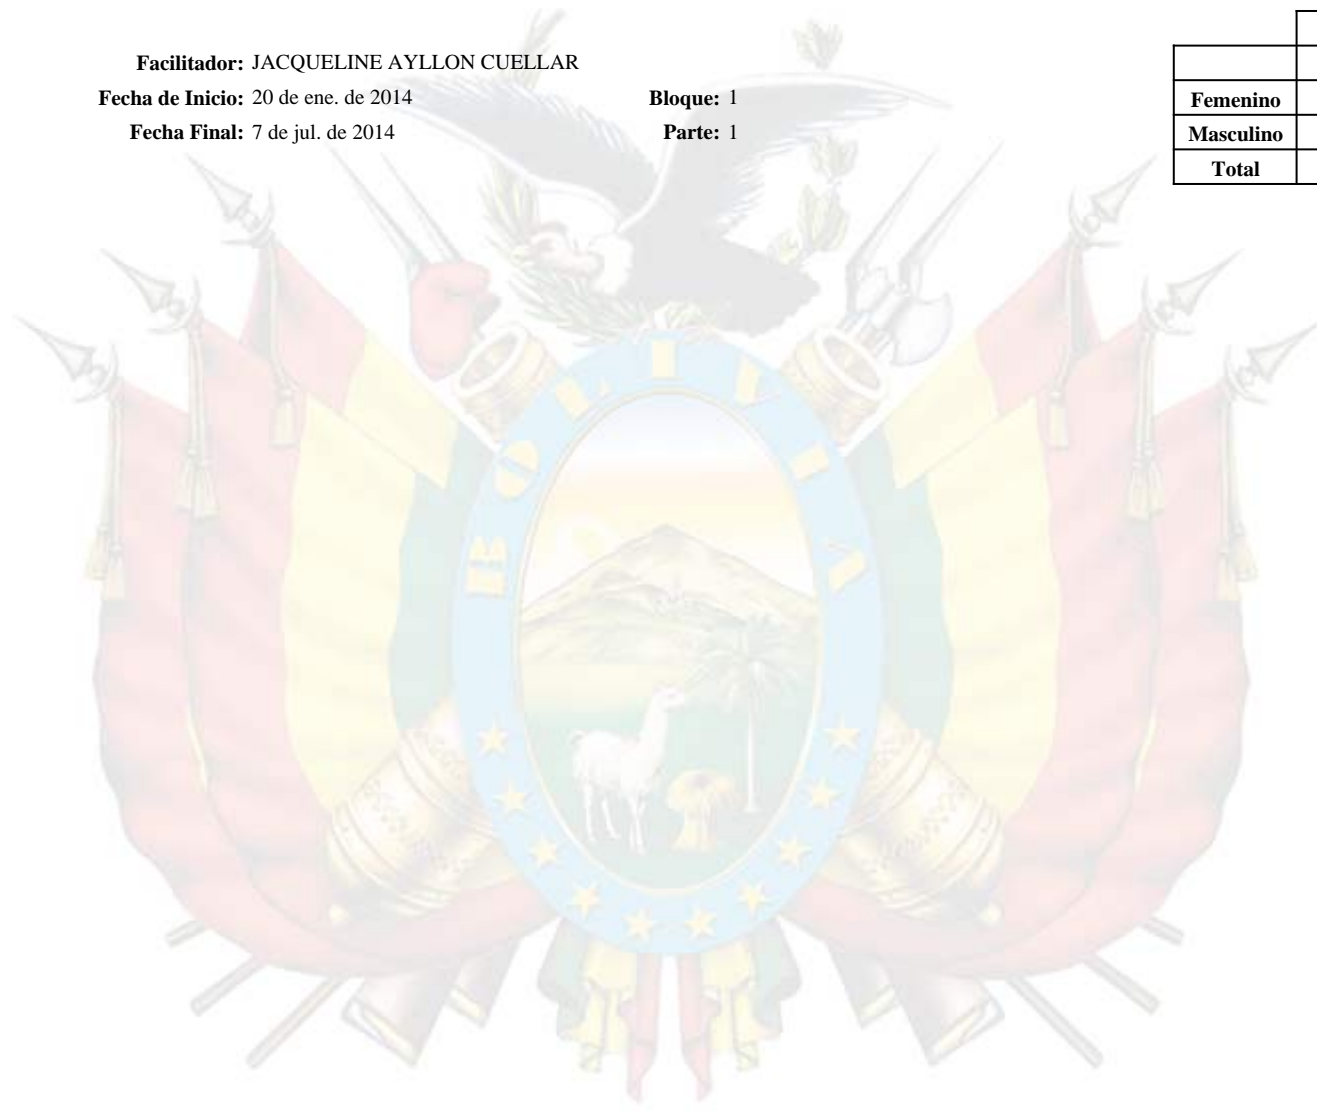 Facilitador: JACQUELINE AYLLON CUELLAR
Fecha de Inicio: 20 de ene. de 2014 Bloque: 1
Fecha Final: 7 de jul. de 2014 Parte: 1
Femenino
Masculino
Total
BOLIVIA